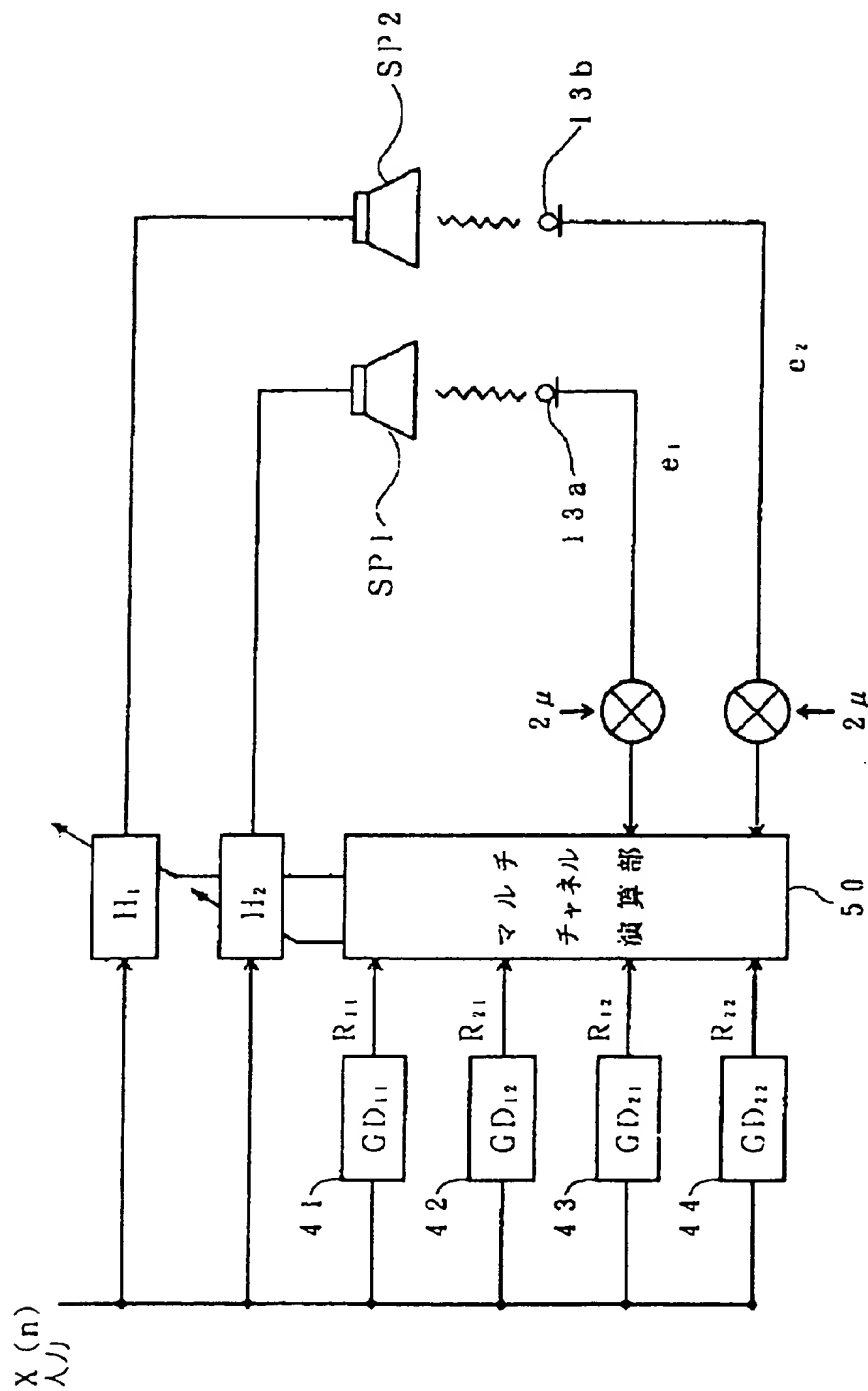 X (n)
入力
H₁
H₂
SP1
SP2
13a
13b
e₁
e₂
2μ
2μ
マルチ
チャネル
演算部
50
R₁₁
R₂₁
R₁₂
R₂₂
GD₁₁
GD₁₂
GD₂₁
GD₂₂
41
42
43
44